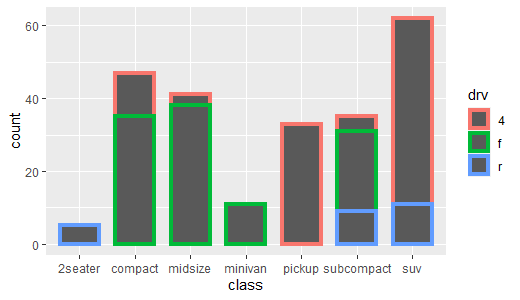 60
40
20
0
count
2seater compact midsize minivan pickup subcompact suv
class
drv
4
f
r